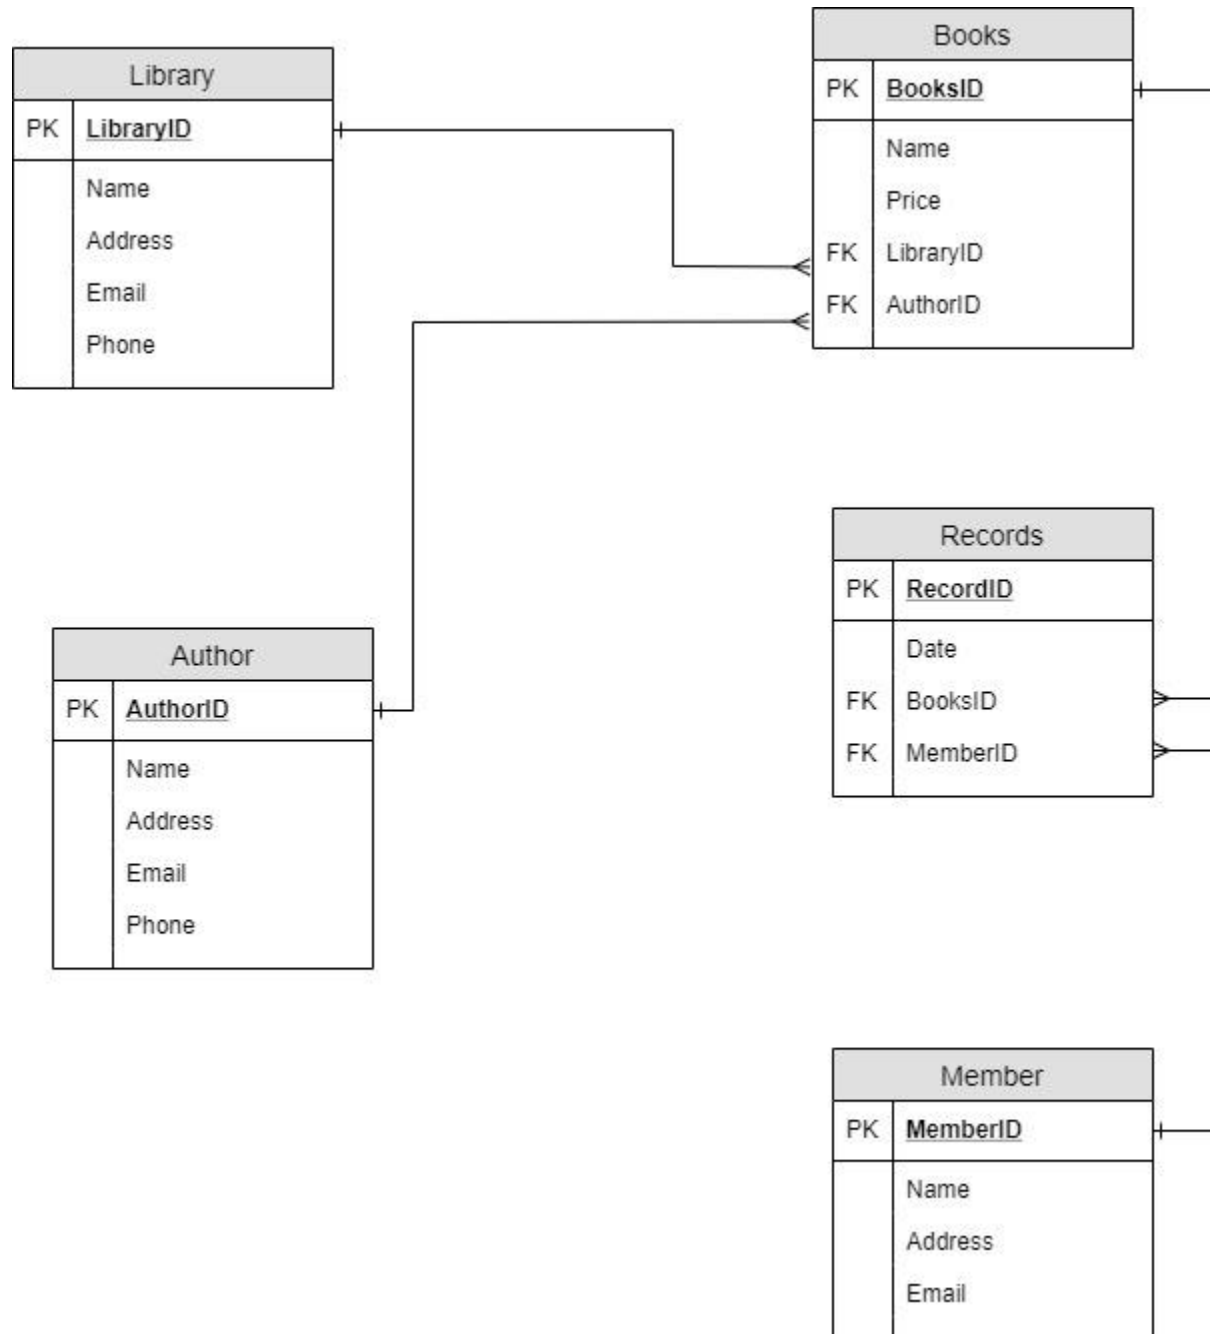 Library
PK LibraryID
Name
Address
Email
Phone
Books
PK BooksID
Name
Price
FK LibraryID
FK AuthorID
Author
PK AuthorID
Name
Address
Email
Phone
Records
PK RecordID
Date
FK BooksID
FK MemberID
Member
PK MemberID
Name
Address
Email